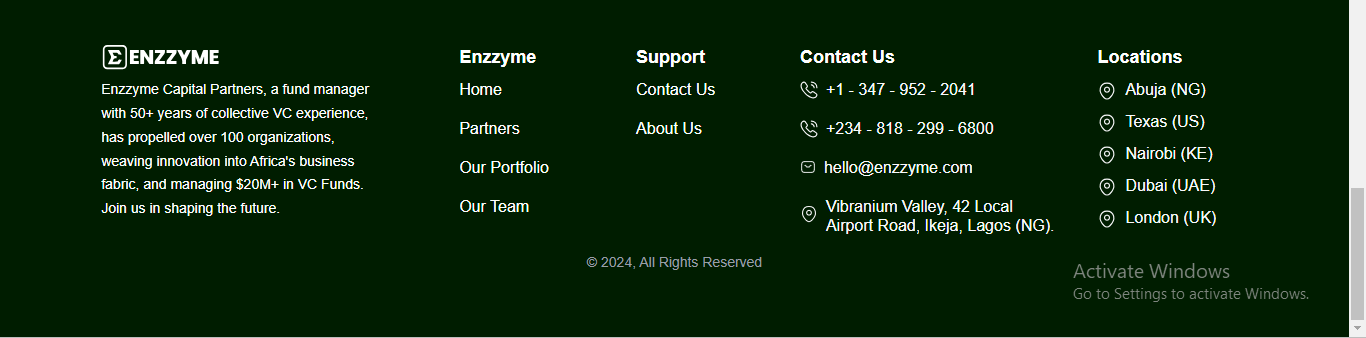 ENZZYME
Enzzyme Capital Partners, a fund manager
with 50+ years of collective VC experience,
has propelled over 100 organizations,
weaving innovation into Africa's business
fabric, and managing $20M+ in VC Funds.
Join us in shaping the future.
Enzzyme
Home
Partners
Our Portfolio
Our Team
Support
Contact Us
About Us
Contact Us
+1 - 347 - 952 - 2041
+234 - 818 - 299 - 6800
hello@enzzyme.com
Vibranium Valley, 42 Local
Airport Road, Ikeja, Lagos (NG).
Locations
Abuja (NG)
Texas (US)
Nairobi (KE)
Dubai (UAE)
London (UK)
© 2024, All Rights Reserved
Activate Windows
Go to Settings to activate Windows.